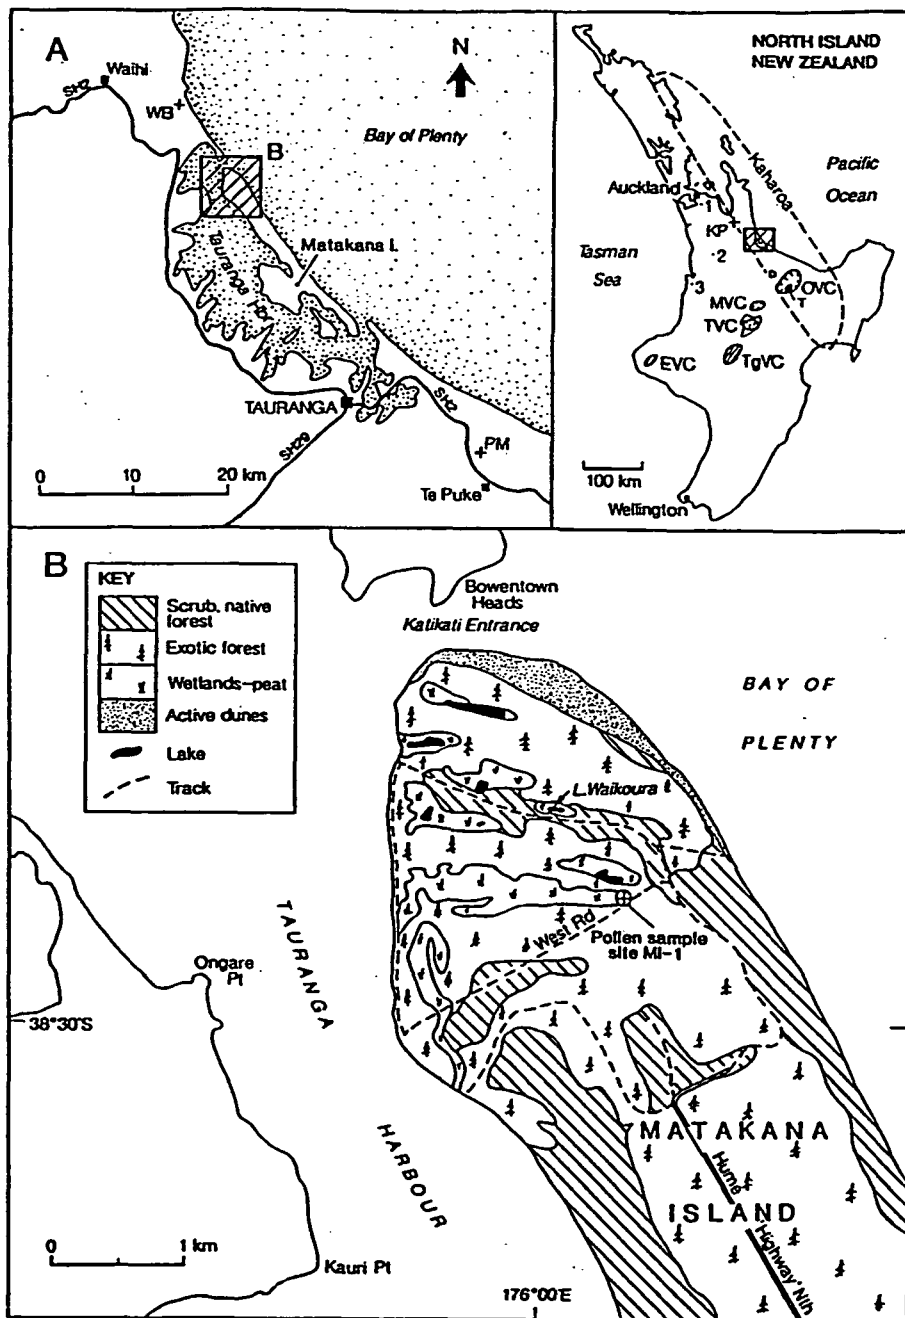 A
N
Waihi
SH2
WB
Bay of Plenty
B
Matakana I.
Tauranga Hbr
TAURANGA
SH2
SH29
PM
Te Puke
0 10 20 km
NORTH ISLAND
NEW ZEALAND
Kaharoa
Pacific
Ocean
Auckland
1
KP
2
Tasman
Sea
3
OVC
T
MVC
TVC
TgVC
EVC
100 km
Wellington
B
KEY
Scrub, native
forest
Exotic forest
Wetlands-peat
Active dunes
Lake
Track
Bowentown
Heads
Katikati Entrance
BAY OF
PLENTY
L.Waikoura
West Rd
Pollen sample
site MI-1
TAURANGA
HARBOUR
Ongare
Pt
38°30'S
MATAKANA
ISLAND
Hume Highway Nth
0 1 km
Kauri Pt
176°00'E